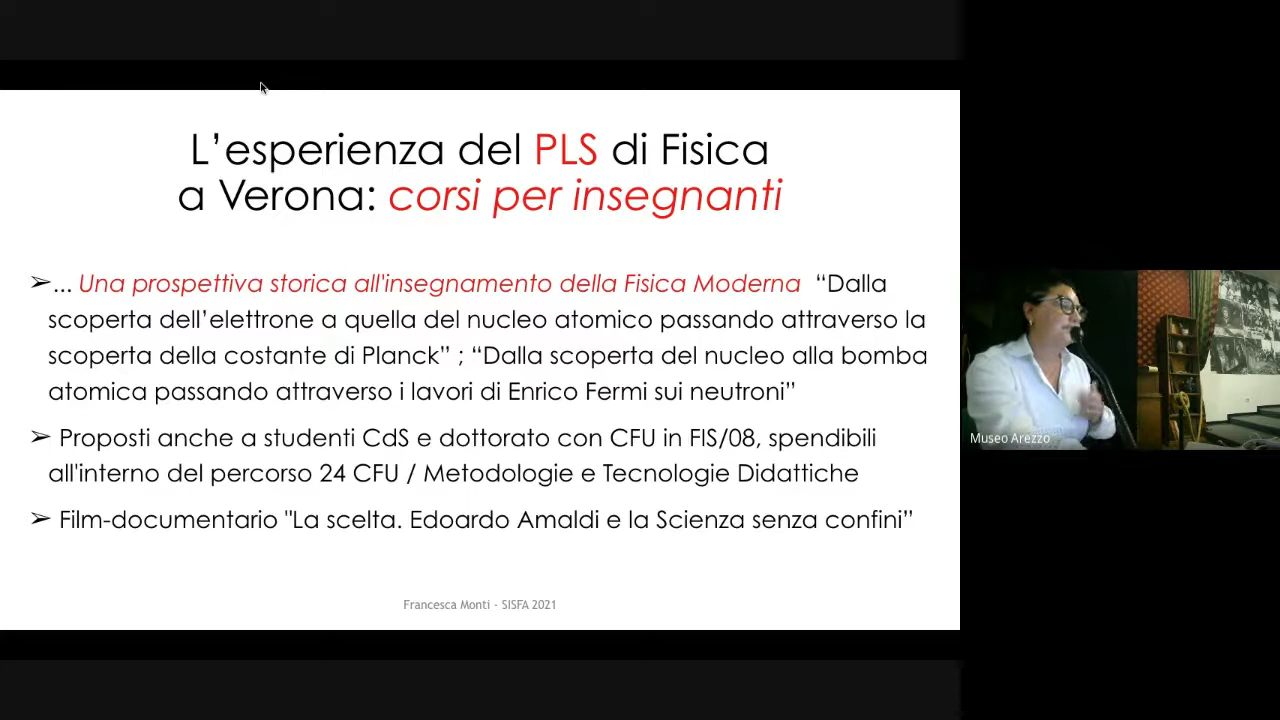 L’esperienza del PLS di Fisica
a Verona: corsi per insegnanti
➢... Una prospettiva storica all'insegnamento della Fisica Moderna “Dalla
scoperta dell’elettrone a quella del nucleo atomico passando attraverso la
scoperta della costante di Planck” ; “Dalla scoperta del nucleo alla bomba
atomica passando attraverso i lavori di Enrico Fermi sui neutroni”
➢ Proposti anche a studenti CdS e dottorato con CFU in FIS/08, spendibili
all'interno del percorso 24 CFU / Metodologie e Tecnologie Didattiche
➢ Film-documentario "La scelta. Edoardo Amaldi e la Scienza senza confini”
Francesca Monti - SISFA 2021
Museo Arezzo